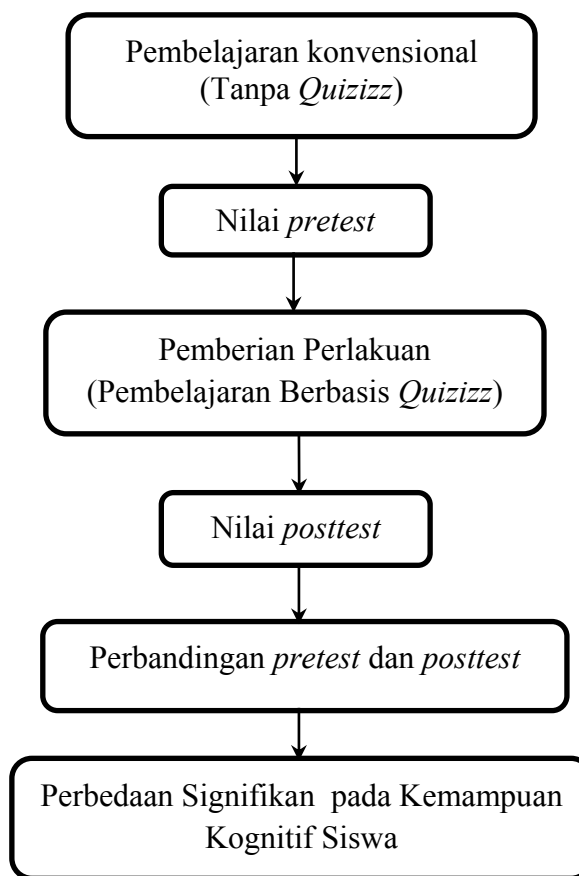 Pembelajaran konvensional
(Tanpa Quizizz)
Nilai pretest
Pemberian Perlakuan
(Pembelajaran Berbasis Quizizz)
Nilai posttest
Perbandingan pretest dan posttest
Perbedaan Signifikan pada Kemampuan
Kognitif Siswa